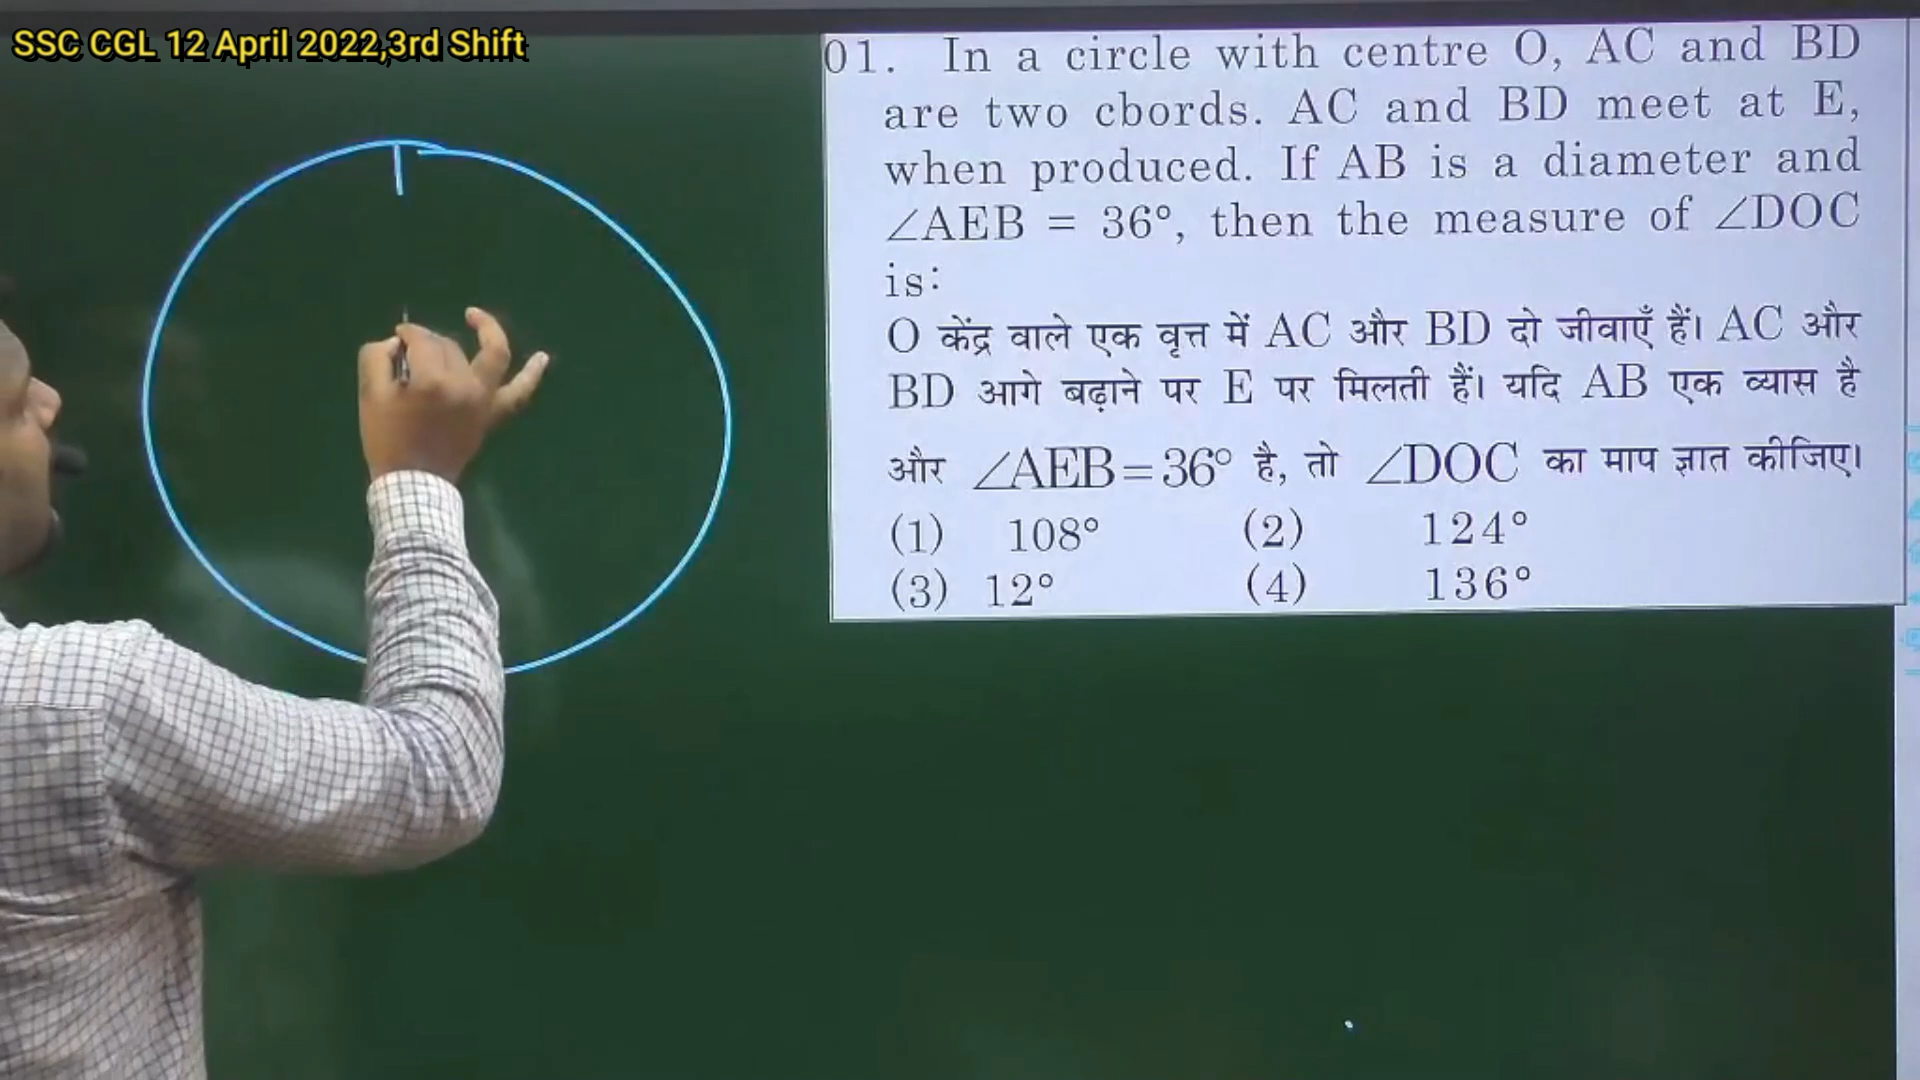 SSC CGL 12 April 2022,3rd Shift
01. In a circle with centre O, AC and BD
are two cbords. AC and BD meet at E,
when produced. If AB is a diameter and
∠AEB = 36°, then the measure of ∠DOC
is:
O केंद्र वाले एक वृत्त में AC और BD दो जीवाएँ हैं। AC और
BD आगे बढ़ाने पर E पर मिलती हैं। यदि AB एक व्यास है
और ∠AEB=36° है, तो ∠DOC का माप ज्ञात कीजिए।
(1) 108° (2) 124°
(3) 12° (4) 136°